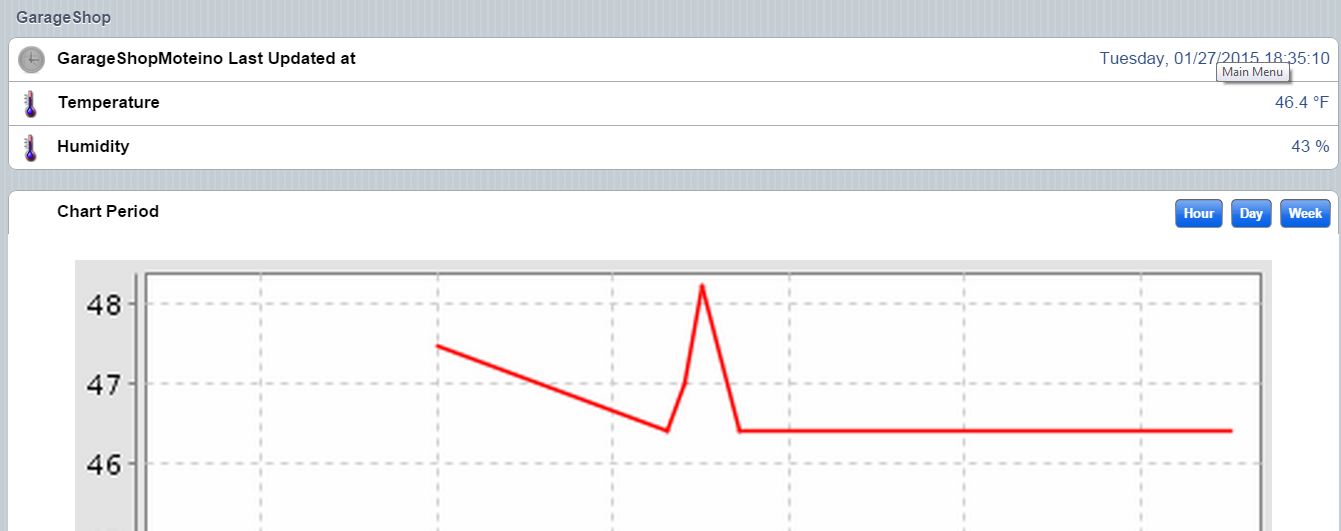 GarageShop
GarageShopMoteino Last Updated at Tuesday, 01/27/2015 18:35:10
Main Menu
Temperature 46.4 °F
Humidity 43 %
Chart Period Hour Day Week
48
47
46